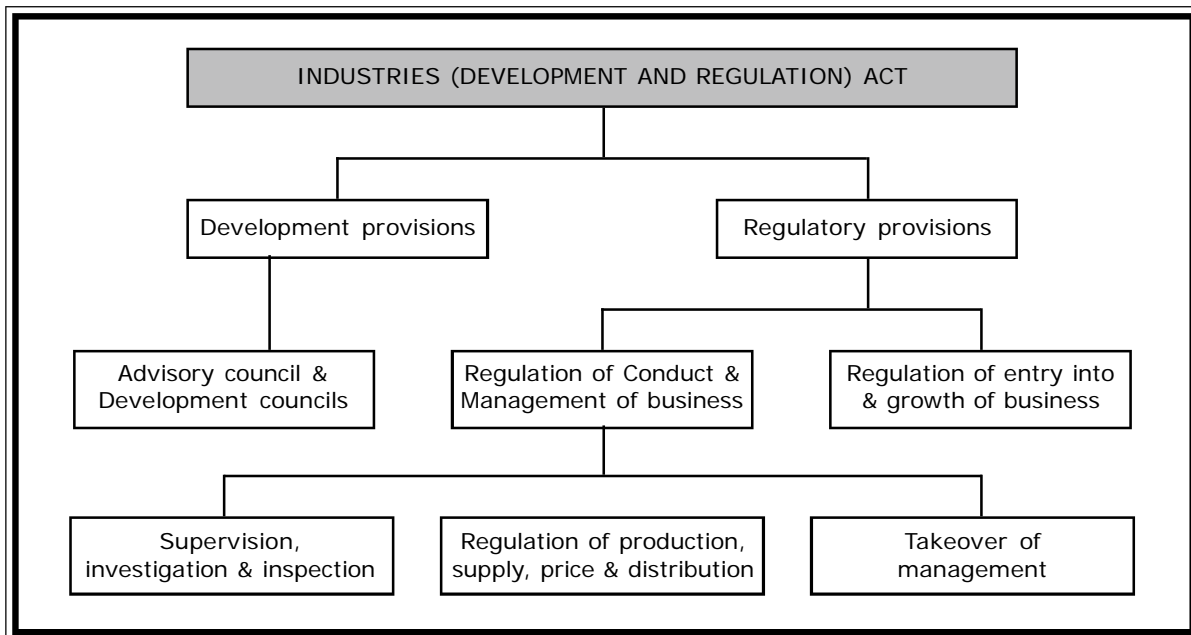 INDUSTRIES (DEVELOPMENT AND REGULATION) ACT
Development provisions
Regulatory provisions
Advisory council &
Development councils
Regulation of Conduct &
Management of business
Regulation of entry into
& growth of business
Supervision,
investigation & inspection
Regulation of production,
supply, price & distribution
Takeover of
management